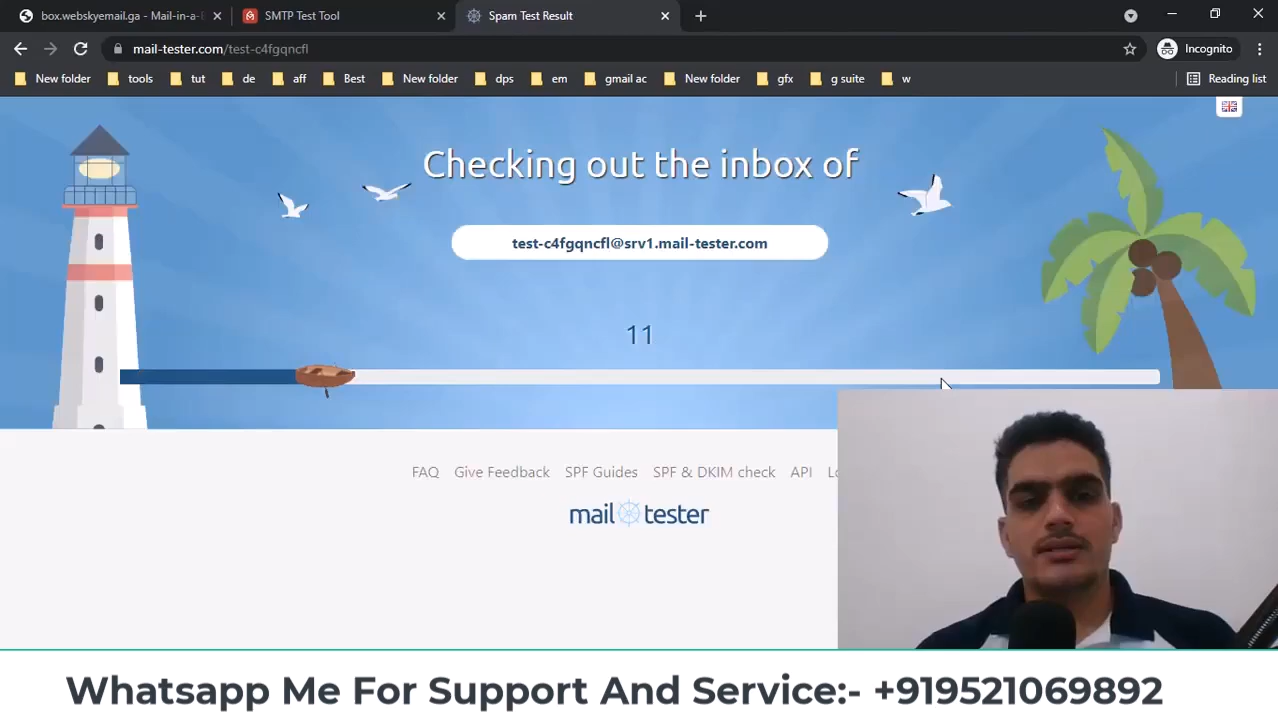 box.webskyemail.ga - Mail-in-a-
SMTP Test Tool
Spam Test Result
mail-tester.com/test-c4fgqncfl
Incognito
New folder
tools
tut
de
aff
Best
New folder
dps
em
gmail ac
New folder
gfx
g suite
w
Reading list
Checking out the inbox of
test-c4fgqncfl@srv1.mail-tester.com
11
FAQ
Give Feedback
SPF Guides
SPF & DKIM check
API
mail tester
Whatsapp Me For Support And Service:- +919521069892